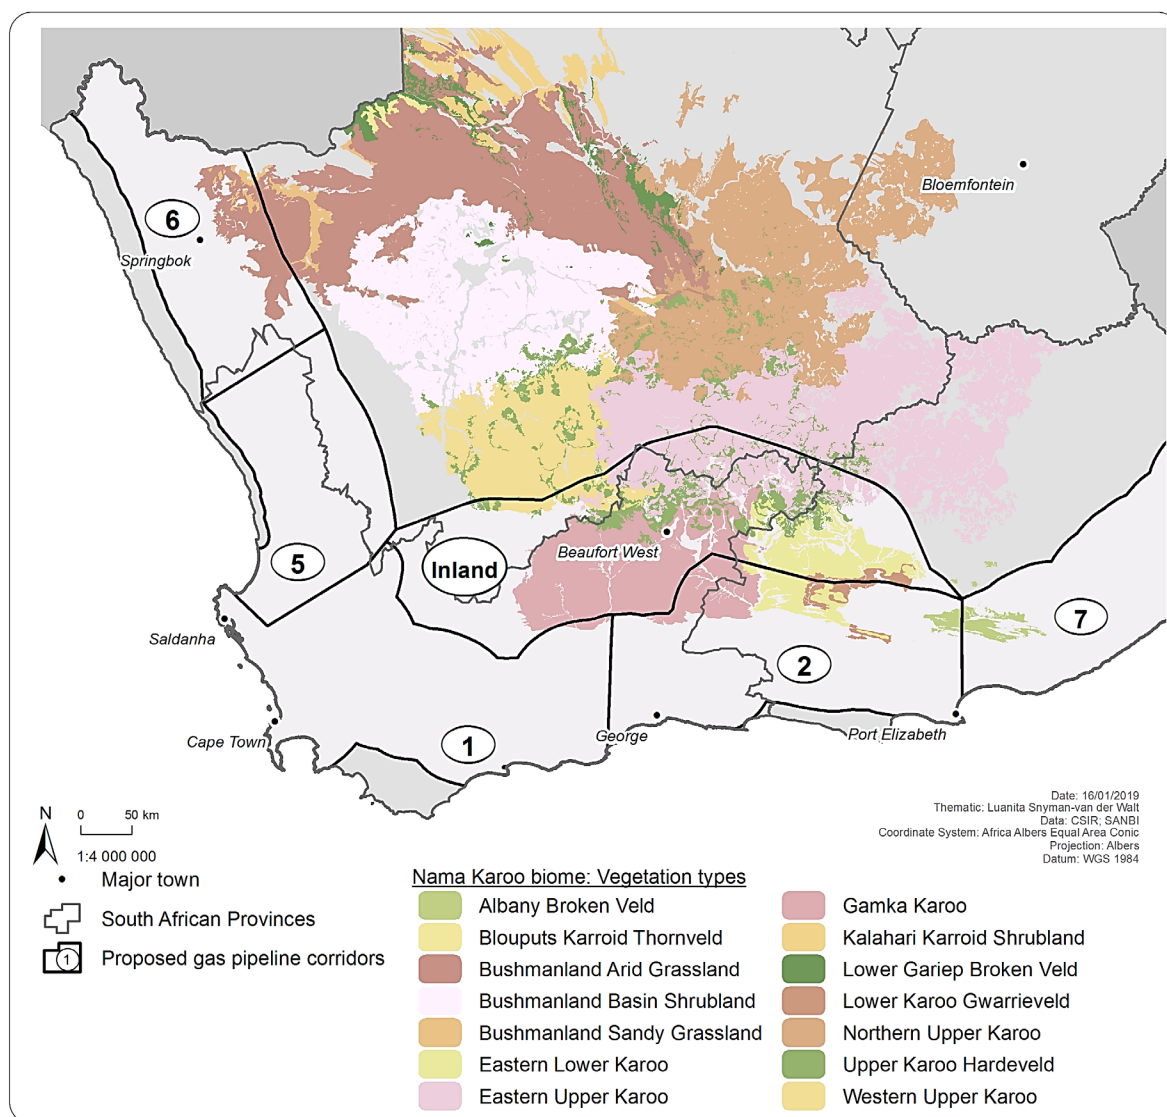 Bloemfontein
6
Springbok
Beaufort West
Inland
5
7
Saldanha
2
George
Port Elizabeth
Cape Town
1
Date: 16/01/2019
Thematic: Luanita Snyman-van der Walt
Data: CSIR; SANBI
Coordinate System: Africa Albers Equal Area Conic
Projection: Albers
Datum: WGS 1984
N
0 50 km
1:4 000 000
Major town
South African Provinces
1 Proposed gas pipeline corridors
Nama Karoo biome: Vegetation types
Albany Broken Veld
Blouputs Karroid Thornveld
Bushmanland Arid Grassland
Bushmanland Basin Shrubland
Bushmanland Sandy Grassland
Eastern Lower Karoo
Eastern Upper Karoo
Gamka Karoo
Kalahari Karroid Shrubland
Lower Gariep Broken Veld
Lower Karoo Gwarrieveld
Northern Upper Karoo
Upper Karoo Hardeveld
Western Upper Karoo